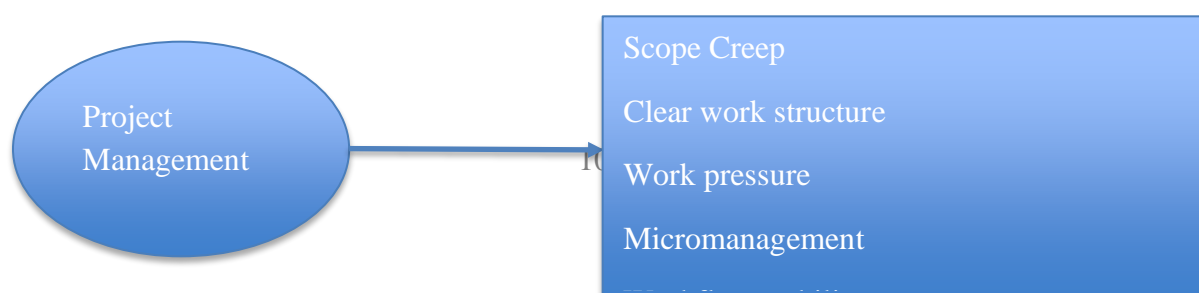 Project
Management
Scope Creep
Clear work structure
Work pressure
Micromanagement